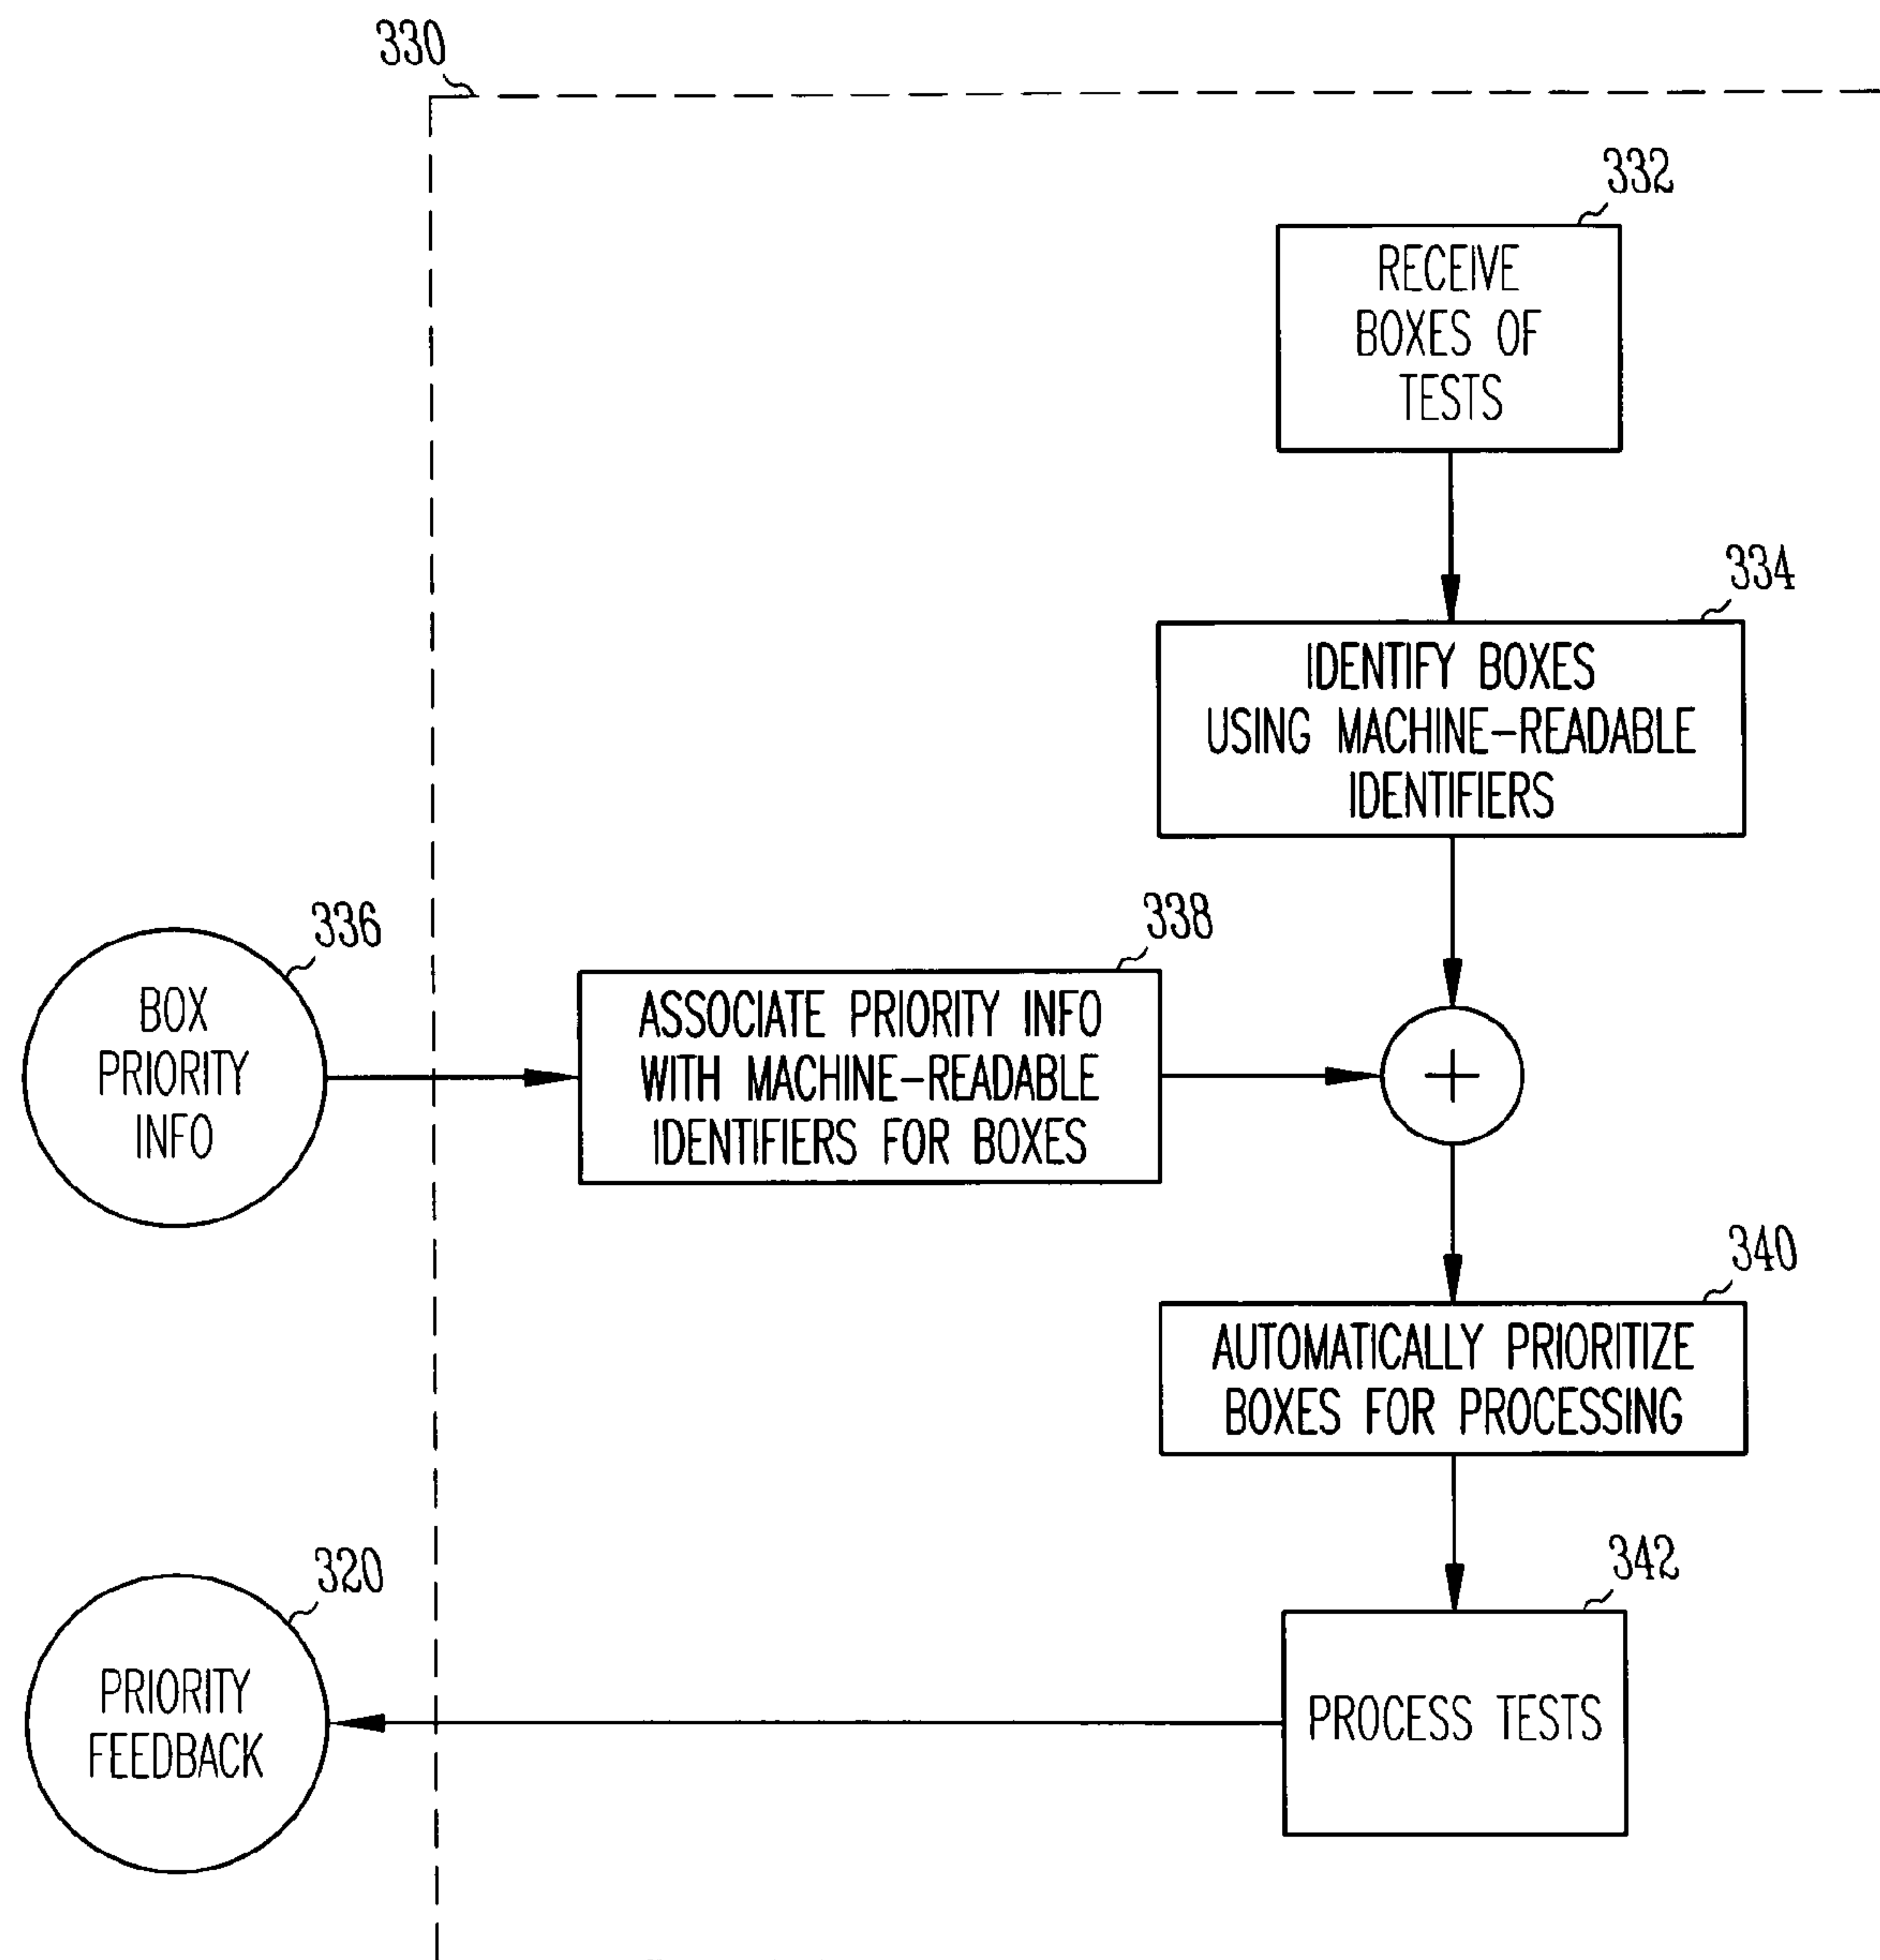 330
332
RECEIVE
BOXES OF
TESTS
334
IDENTIFY BOXES
USING MACHINE-READABLE
IDENTIFIERS
336
BOX
PRIORITY
INFO
338
ASSOCIATE PRIORITY INFO
WITH MACHINE-READABLE
IDENTIFIERS FOR BOXES
+
340
AUTOMATICALLY PRIORITIZE
BOXES FOR PROCESSING
320
PRIORITY
FEEDBACK
342
PROCESS TESTS